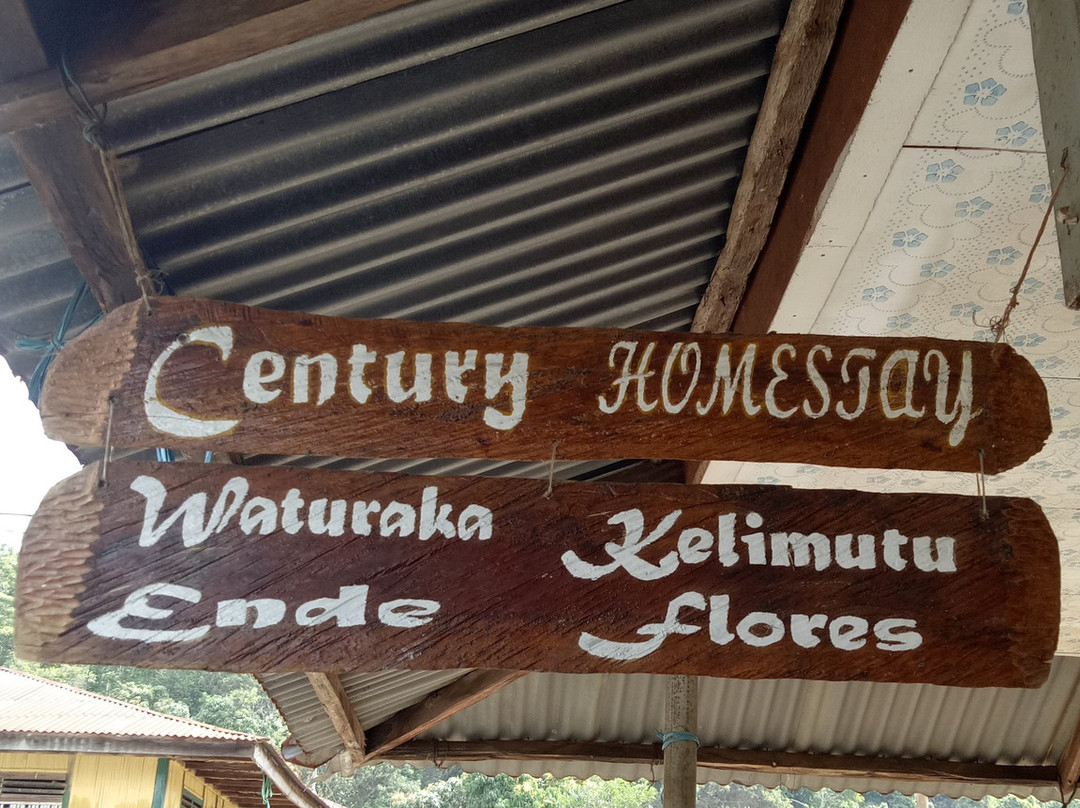 Century HOMESTAY
Waturaka Kelimutu
Ende Flores